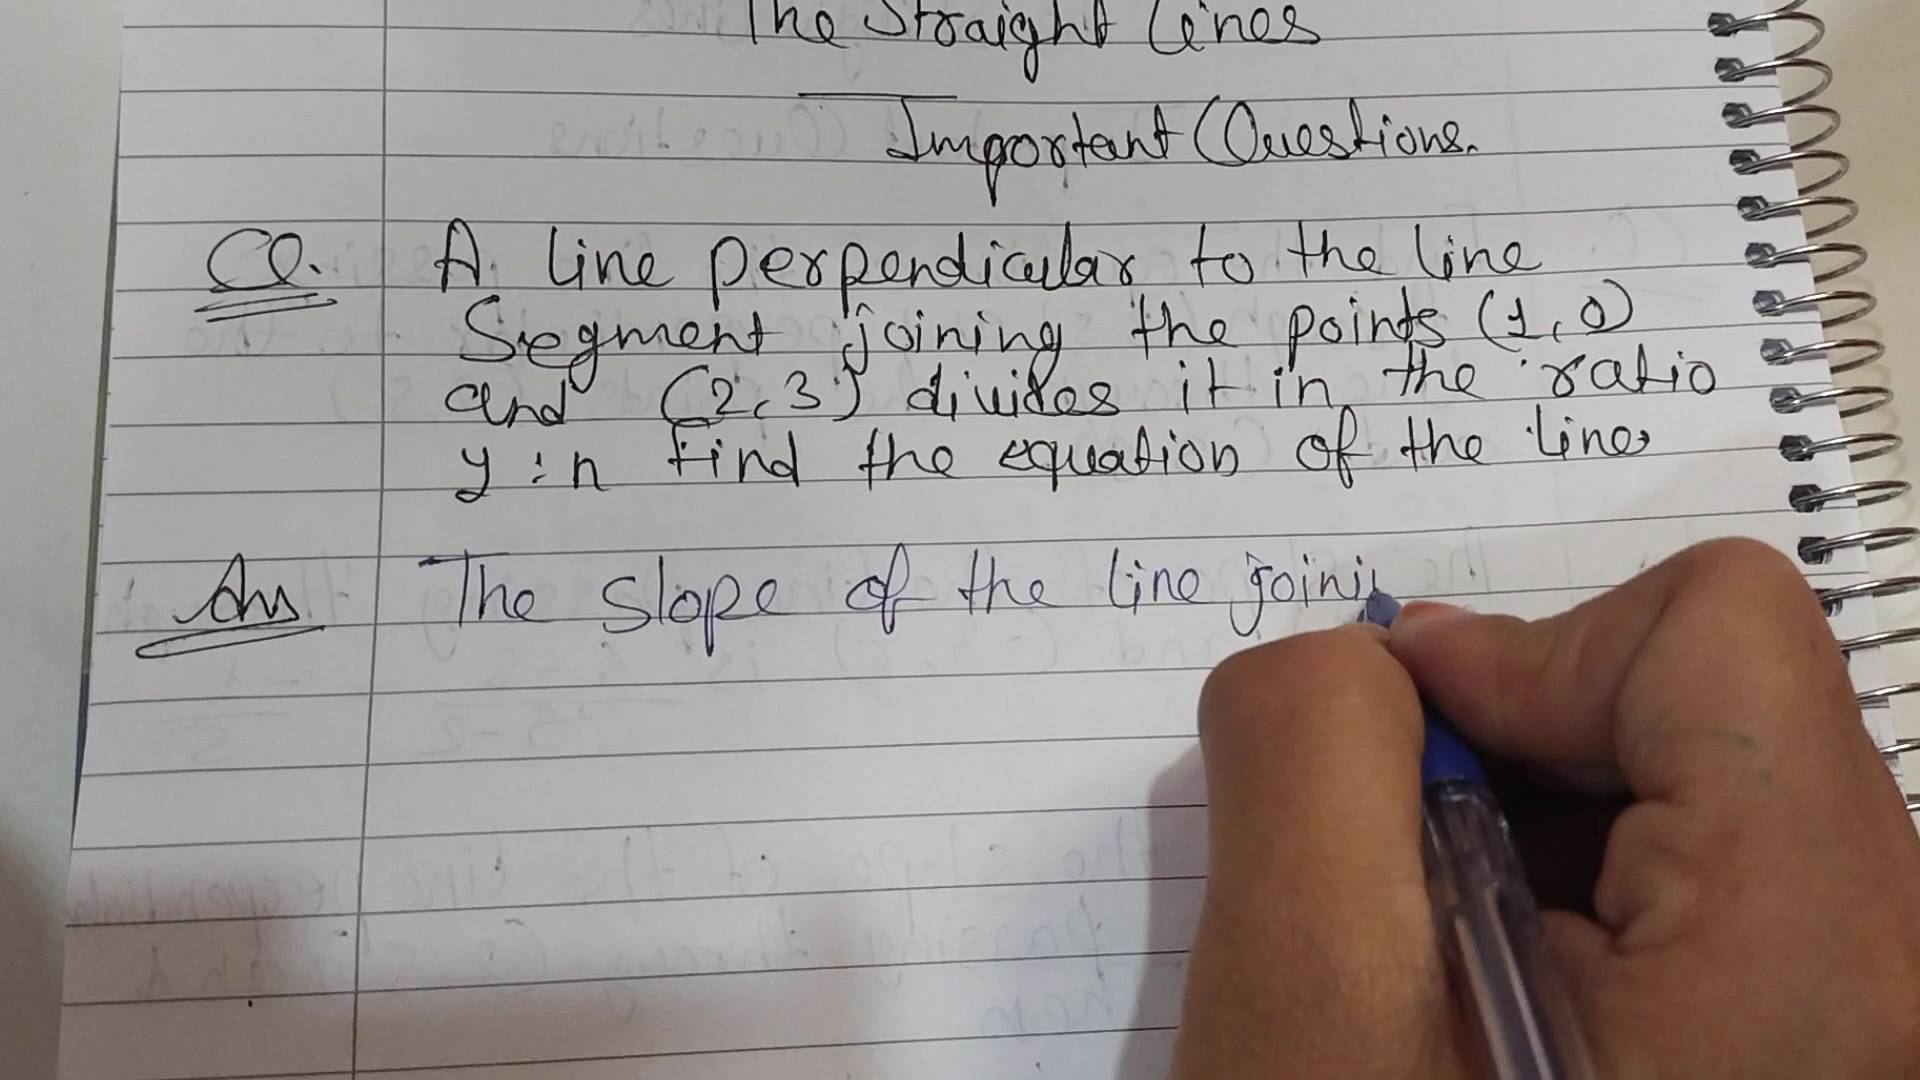 The Straight Lines
Important Questions.
Q. A line perpendicular to the line
Segment joining the points (1,0)
and (2,3) divides it in the ratio
y:n Find the equation of the line
Ans The slope of the line joini